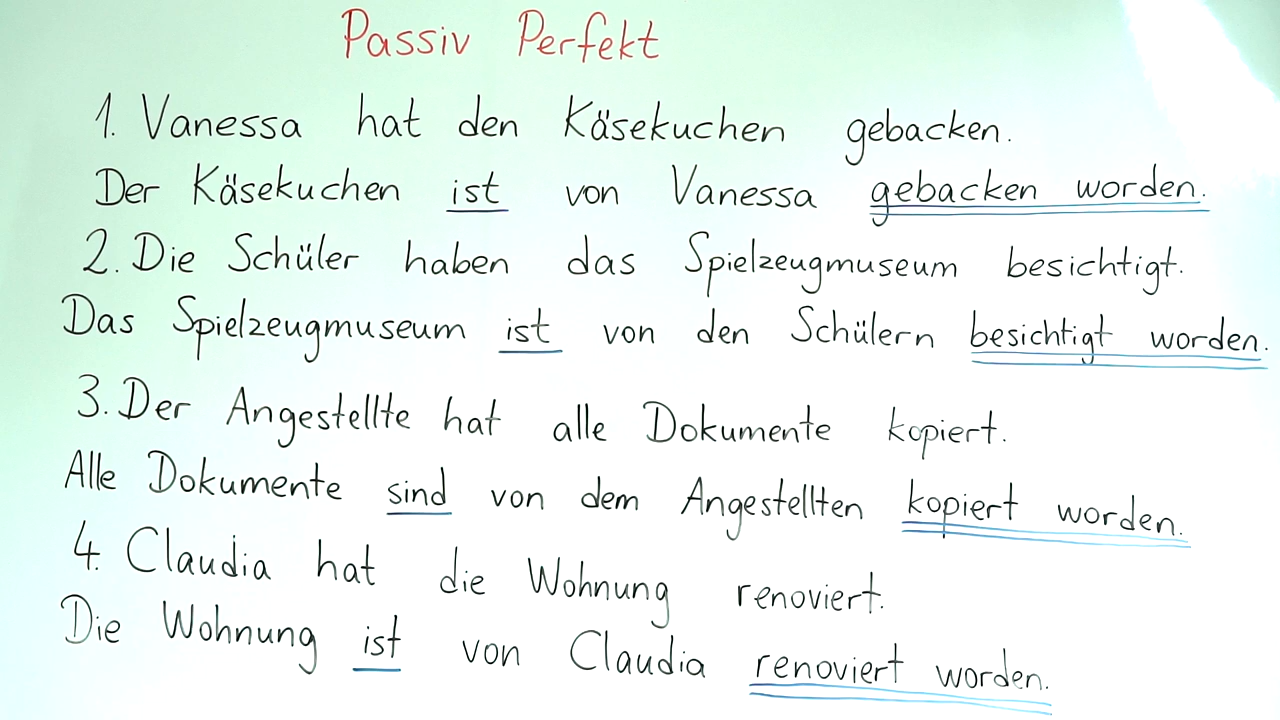 Passiv Perfekt
1. Vanessa hat den Käsekuchen gebacken.
Der Käsekuchen ist von Vanessa gebacken worden.
2. Die Schüler haben das Spielzeugmuseum besichtigt.
Das Spielzeugmuseum ist von den Schülern besichtigt worden.
3. Der Angestellte hat alle Dokumente kopiert.
Alle Dokumente sind von dem Angestellten kopiert worden.
4. Claudia hat die Wohnung renoviert.
Die Wohnung ist von Claudia renoviert worden.